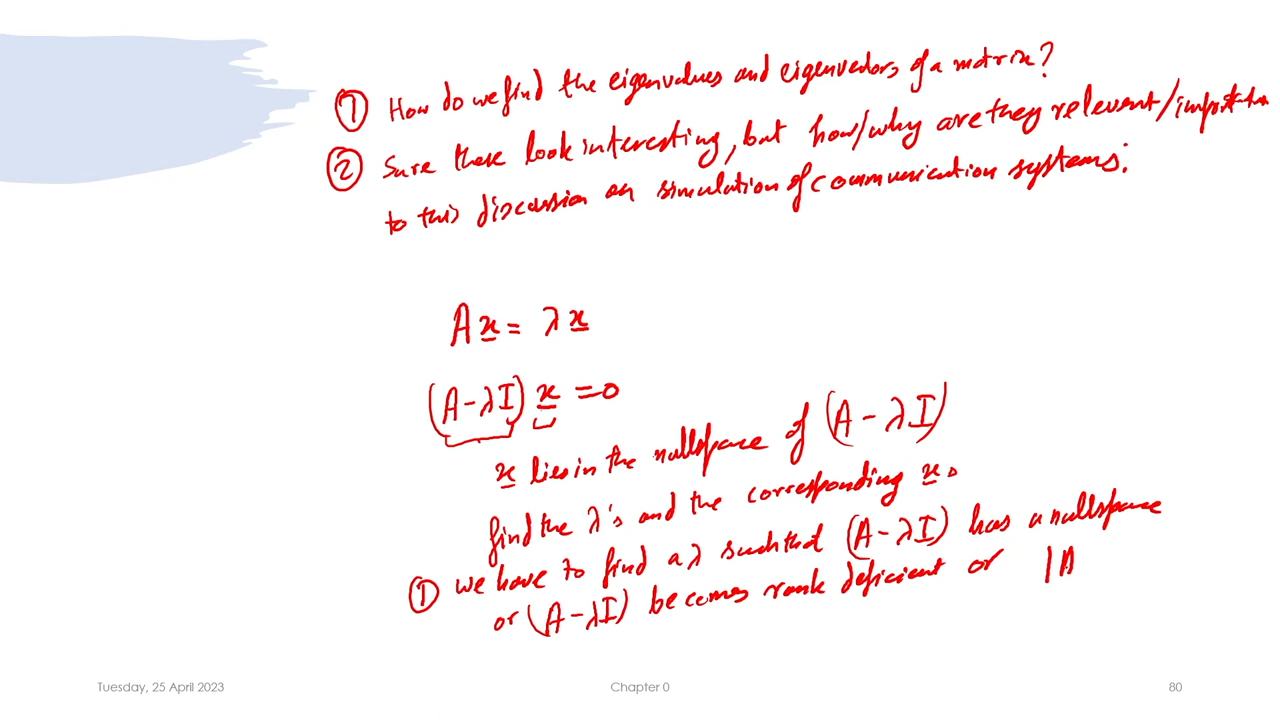 ① How do we find the eigenvalues and eigenvectors of a matrix?
② Sure these look interesting, but how/why are they relevent/important
to this discussion on simulation of communication systems.
A x = λ x
(A - λI) x = 0
x lies in the nullspace of (A - λI)
find the λ's and the corresponding x.
① we have to find a λ such that (A - λI) has a nullspace
or (A - λI) becomes rank deficient or |A
Tuesday, 25 April 2023
Chapter 0
80